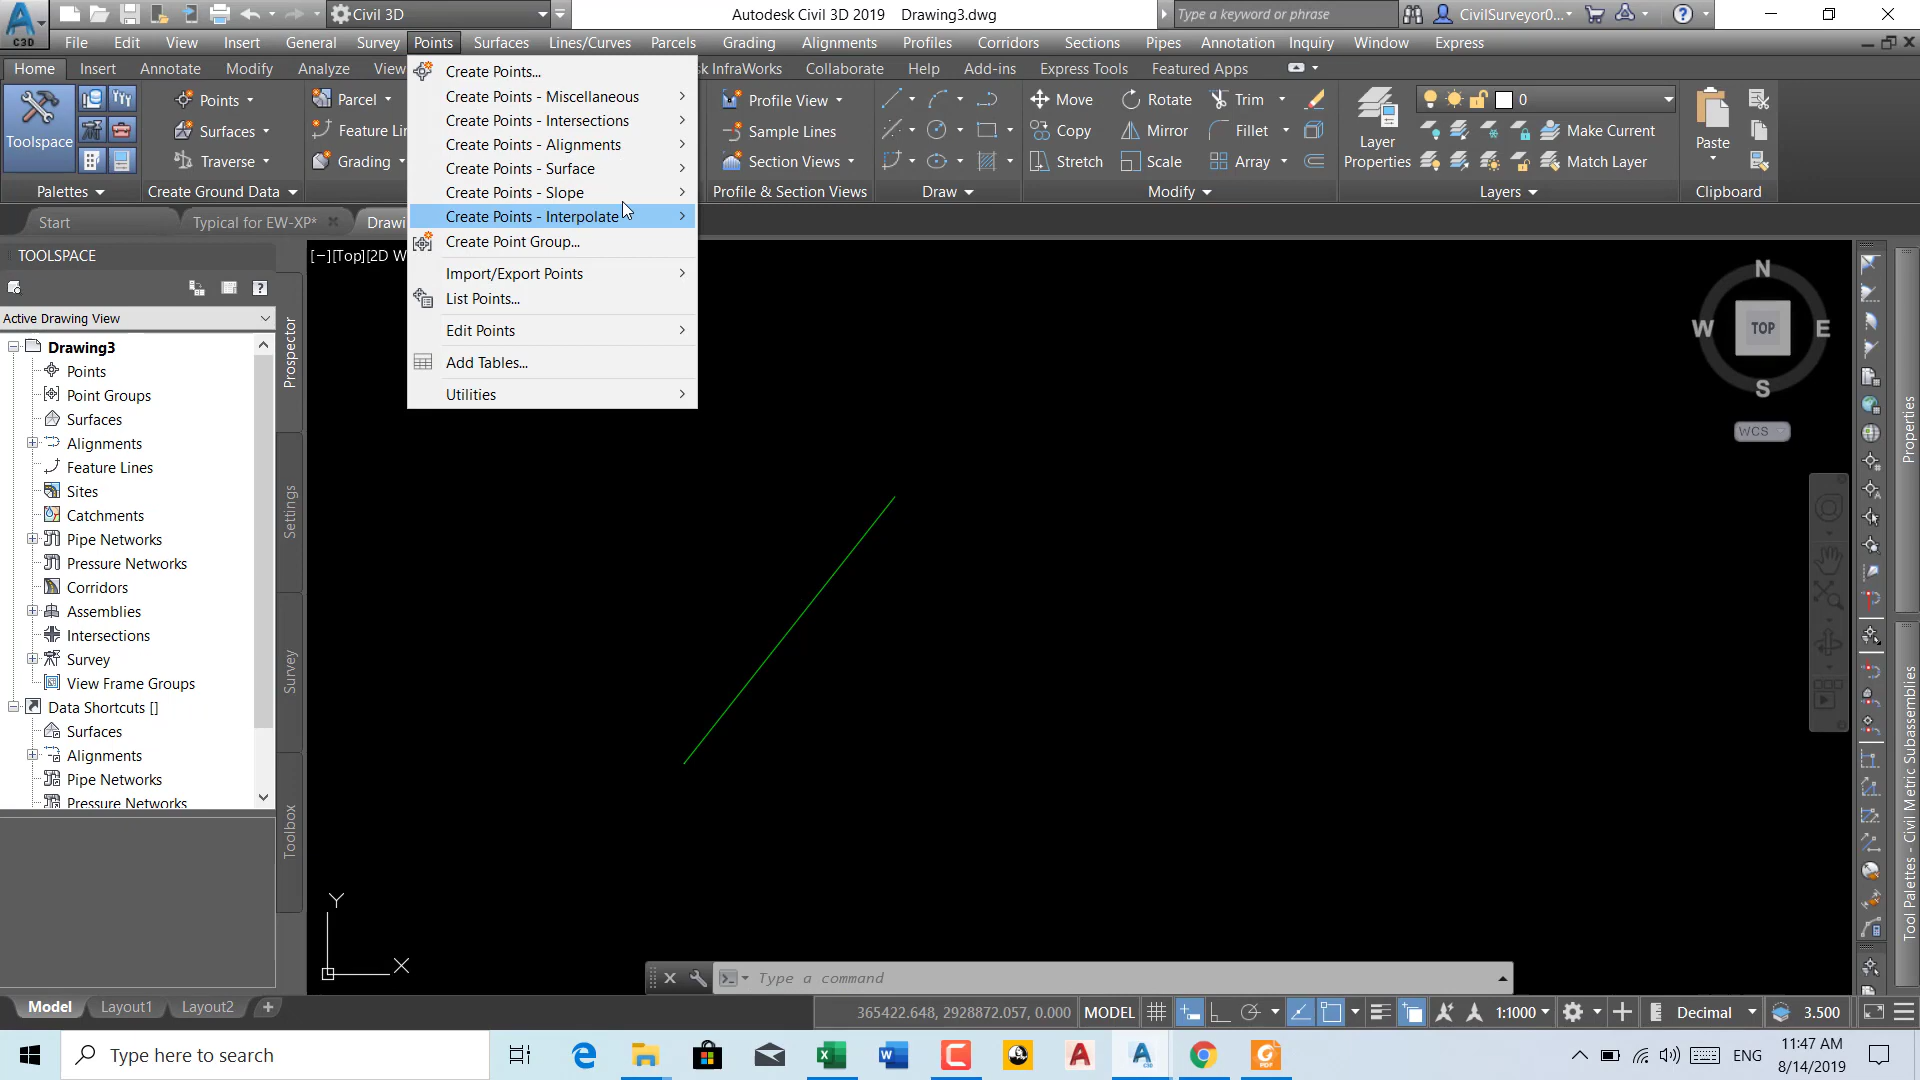 C3D
Civil 3D
Autodesk Civil 3D 2019 Drawing3.dwg
Type a keyword or phrase
CivilSurveyor0...
File Edit View Insert General Survey Points Surfaces Lines/Curves Parcels Grading Alignments Profiles Corridors Sections Pipes Annotation Inquiry Window Express
Home Insert Annotate Modify Analyze View
sk InfraWorks Collaborate Help Add-ins Express Tools Featured Apps
Toolspace
Points
Surfaces
Traverse
Parcel
Feature Lin
Grading
Profile View
Sample Lines
Section Views
Move Rotate Trim
Copy Mirror Fillet
Stretch Scale Array
Layer
Properties
0
Make Current
Match Layer
Paste
Palettes Create Ground Data Profile & Section Views Draw Modify Layers Clipboard
Create Points...
Create Points - Miscellaneous
Create Points - Intersections
Create Points - Alignments
Create Points - Surface
Create Points - Slope
Create Points - Interpolate
Create Point Group...
Import/Export Points
List Points...
Edit Points
Add Tables...
Utilities
Start Typical for EW-XP* Drawi
TOOLSPACE
Active Drawing View
Drawing3
Points
Point Groups
Surfaces
Alignments
Feature Lines
Sites
Catchments
Pipe Networks
Pressure Networks
Corridors
Assemblies
Intersections
Survey
View Frame Groups
Data Shortcuts []
Surfaces
Alignments
Pipe Networks
Pressure Networks
Prospector
Settings
Survey
Toolbox
[−][Top][2D W
N
W TOP E
S
WCS
Properties
Tool Palettes - Civil Metric Subassemblies
Y
X
Type a command
Model Layout1 Layout2
365422.648, 2928872.057, 0.000 MODEL 1:1000 Decimal 3.500
Type here to search
ENG
11:47 AM
8/14/2019